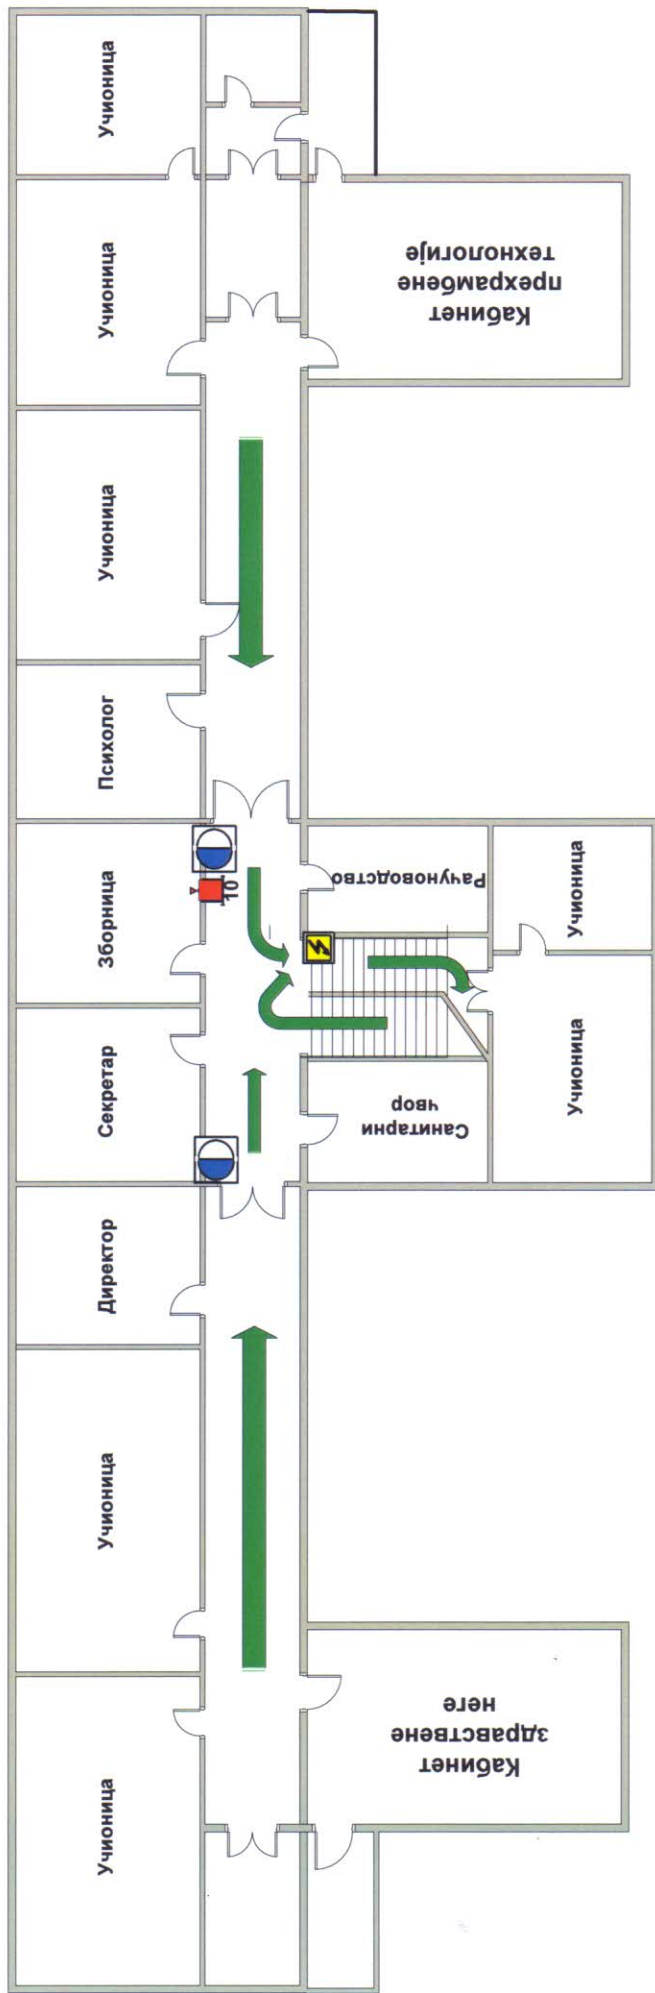 Учионица
Учионица
Учионица
Психолог
Зборница
Секретар
Директор
Учионица
Учионица
Кабинет
прехрамбене
технологије
10
Рачуноводство
Учионица
Учионица
Санитарни
чвор
Кабинет
здравствене
неге